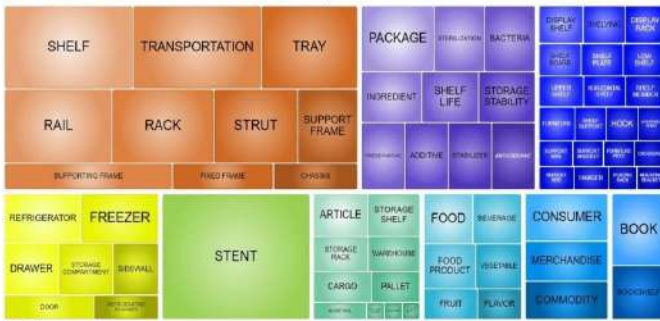 SHELF
TRANSPORTATION
TRAY
RAIL
RACK
STRUT
SUPPORT
FRAME
SUPPORTING FRAME
FIXED FRAME
CHASSIS
PACKAGE
STERILIZATION
BACTERIA
INGREDIENT
SHELF
LIFE
STORAGE
STABILITY
ADDITIVE
STABILIZER
ANTIOXIDANT
DISPLAY
SHELF
SHELVING
DISPLAY
RACK
SHELF
BOARD
SHELF
PLATE
LOW
SHELF
UPPER
SHELF
HORIZONTAL
SHELF
FURNITURE
SHELF
SUPPORT
HOOK
REFRIGERATOR
FREEZER
DRAWER
STORAGE
COMPARTMENT
SIDEWALL
DOOR
STENT
ARTICLE
STORAGE
SHELF
STORAGE
RACK
WAREHOUSE
CARGO
PALLET
FOOD
BEVERAGE
FOOD
PRODUCT
VEGETABLE
FRUIT
FLAVOR
CONSUMER
MERCHANDISE
COMMODITY
BOOK
BOOKSHELF